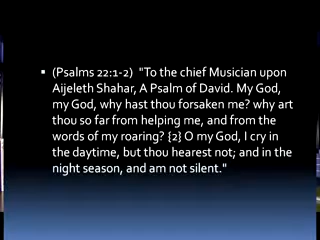 (Psalms 22:1-2) "To the chief Musician upon
Aijeleth Shahar, A Psalm of David. My God,
my God, why hast thou forsaken me? why art
thou so far from helping me, and from the
words of my roaring? {2} O my God, I cry in
the daytime, but thou hearest not; and in the
night season, and am not silent."